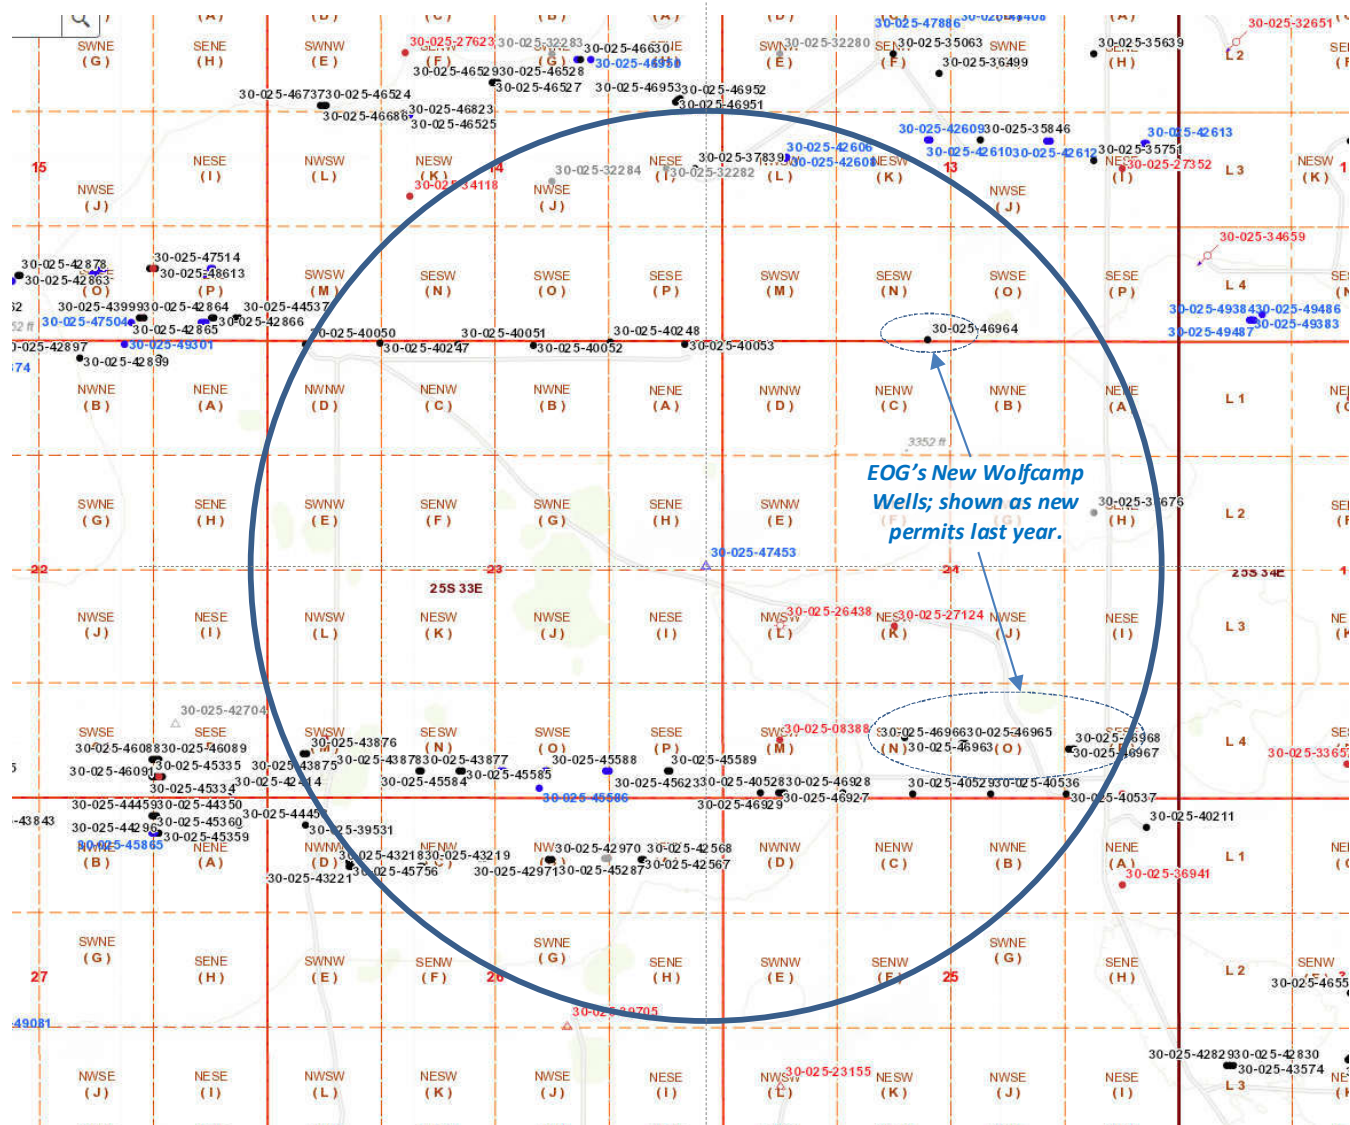 30-025-47886
30-025-32651
SWNE
(G)
SENE
(H)
SWNW
(E)
30-025-27623
(F)
30-025-32283
30-025-46630
30-025-32280
(E)
(F)
30-025-35063
30-025-36499
30-025-35639
(H)
L 2
30-025-46529
30-025-46528
30-025-46527
30-025-46953
30-025-46952
30-025-46951
30-025-46737
30-025-46524
30-025-46823
30-025-46525
15
NESE
(I)
NWSW
(L)
NESW
(K)
14
30-025-34118
NWSE
(J)
30-025-32284
30-025-37839
30-025-32282
30-025-42606
30-025-42608
(L)
30-025-42609
30-025-35846
30-025-42610
30-025-42612
13
NESW
(K)
NWSE
(J)
30-025-42613
30-025-35751
30-025-27352
(I)
L 3
NESW
(K)
30-025-34659
30-025-42878
30-025-42863
(O)
30-025-47514
30-025-48613
(P)
SWSW
(M)
SESW
(N)
SWSE
(O)
SESE
(P)
SWSW
(M)
SESW
(N)
SWSE
(O)
SESE
(P)
L 4
30-025-43999
30-025-42864
30-025-44537
30-025-47504
30-025-42865
30-025-42866
30-025-49301
30-025-42899
30-025-40050
30-025-40247
30-025-40051
30-025-40052
30-025-40248
30-025-40053
30-025-46964
30-025-49384
30-025-49486
30-025-49487
30-025-49383
NWNE
(B)
NENE
(A)
NWNW
(D)
NENW
(C)
NWNE
(B)
NENE
(A)
NWNW
(D)
NENW
(C)
NWNE
(B)
NENE
(A)
L 1
3352 ft
EOG's New Wolfcamp
Wells; shown as new
permits last year.
SWNE
(G)
SENE
(H)
SWNW
(E)
SENW
(F)
SWNE
(G)
SENE
(H)
SWNW
(E)
(F)
(G)
(H)
L 2
30-025-47453
22
23
25S 33E
25S 34E
NWSE
(J)
NESE
(I)
NWSW
(L)
NESW
(K)
NWSE
(J)
NESE
(I)
30-025-26438
(L)
30-025-27124
(K)
NWSE
(J)
NESE
(I)
L 3
30-025-42704
30-025-08388
SWSW
(M)
30-025-46966
30-025-46965
30-025-46963
(N)
(O)
30-025-46968
30-025-46967
L 4
SWSE
SESE
30-025-46088
30-025-46089
30-025-45335
30-025-46091
30-025-45334
SWSW
30-025-43876
30-025-43875
30-025-42414
SESW
(N)
30-025-43878
30-025-43877
30-025-45584
SWSE
(O)
30-025-45585
30-025-45588
30-025-45586
SESE
(P)
30-025-45589
30-025-45623
30-025-40528
30-025-46928
30-025-46929
30-025-46927
30-025-40529
30-025-40536
30-025-40537
30-025-40211
30-025-44459
30-025-44350
30-025-44296
30-025-45360
30-025-45359
30-025-45865
(B)
NENE
(A)
30-025-39531
30-025-43218
30-025-43219
30-025-45756
30-025-43221
30-025-42970
30-025-42971
30-025-45287
30-025-42568
30-025-42567
NWNW
(D)
NENW
(C)
NWNE
(B)
NENE
(A)
L 1
30-025-36941
27
SWNE
(G)
SENE
(H)
SWNW
(E)
SENW
(F)
26
SWNE
(G)
SENE
(H)
SWNW
(E)
SENW
25
SWNE
(G)
SENE
(H)
L 2
SENW
49081
30-025-42829
30-025-42830
30-025-43574
NWSE
(J)
NESE
(I)
NWSW
(L)
NESW
(K)
NWSE
(J)
NESE
(I)
30-025-23155
(L)
NESW
(K)
NWSE
(J)
NESE
(I)
L 3